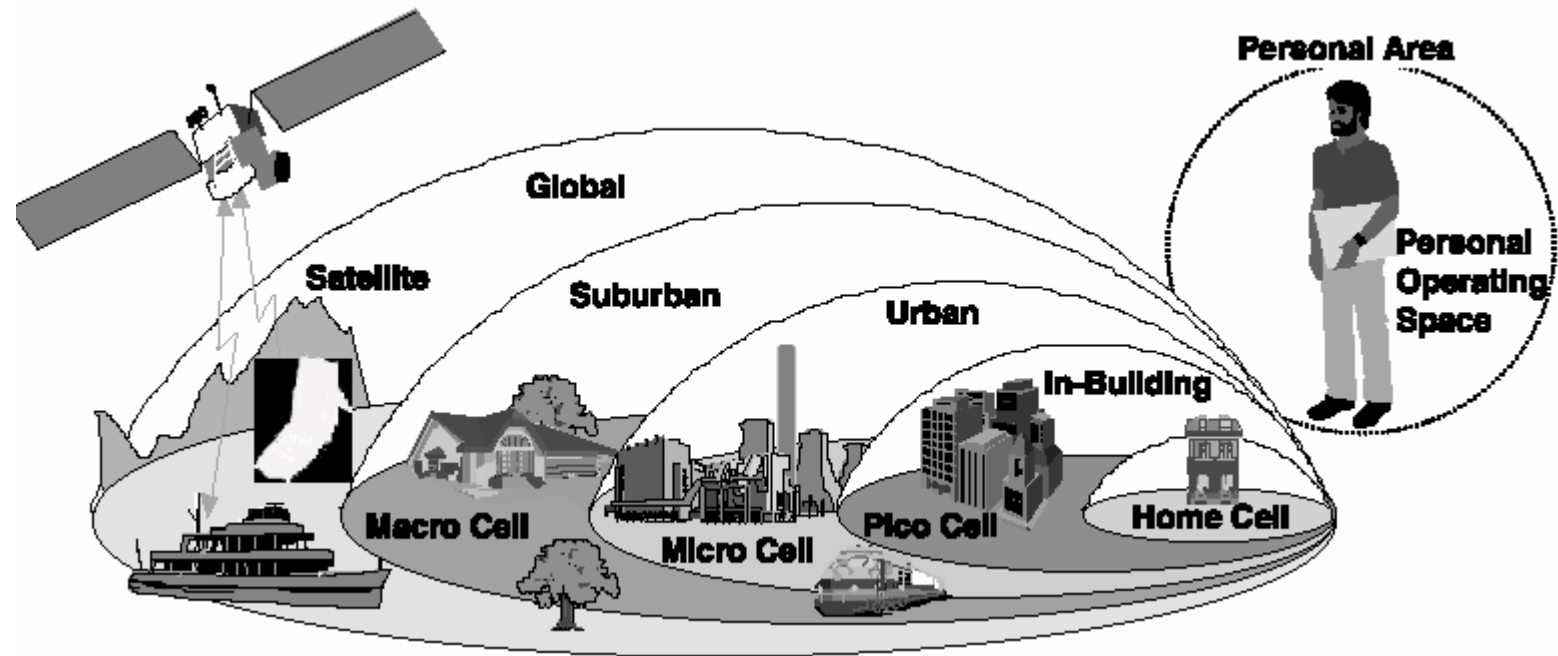 Personal Area
Global
Satellite
Suburban
Urban
Personal
Operating
Space
In-Building
Macro Cell
Micro Cell
Pico Cell
Home Cell